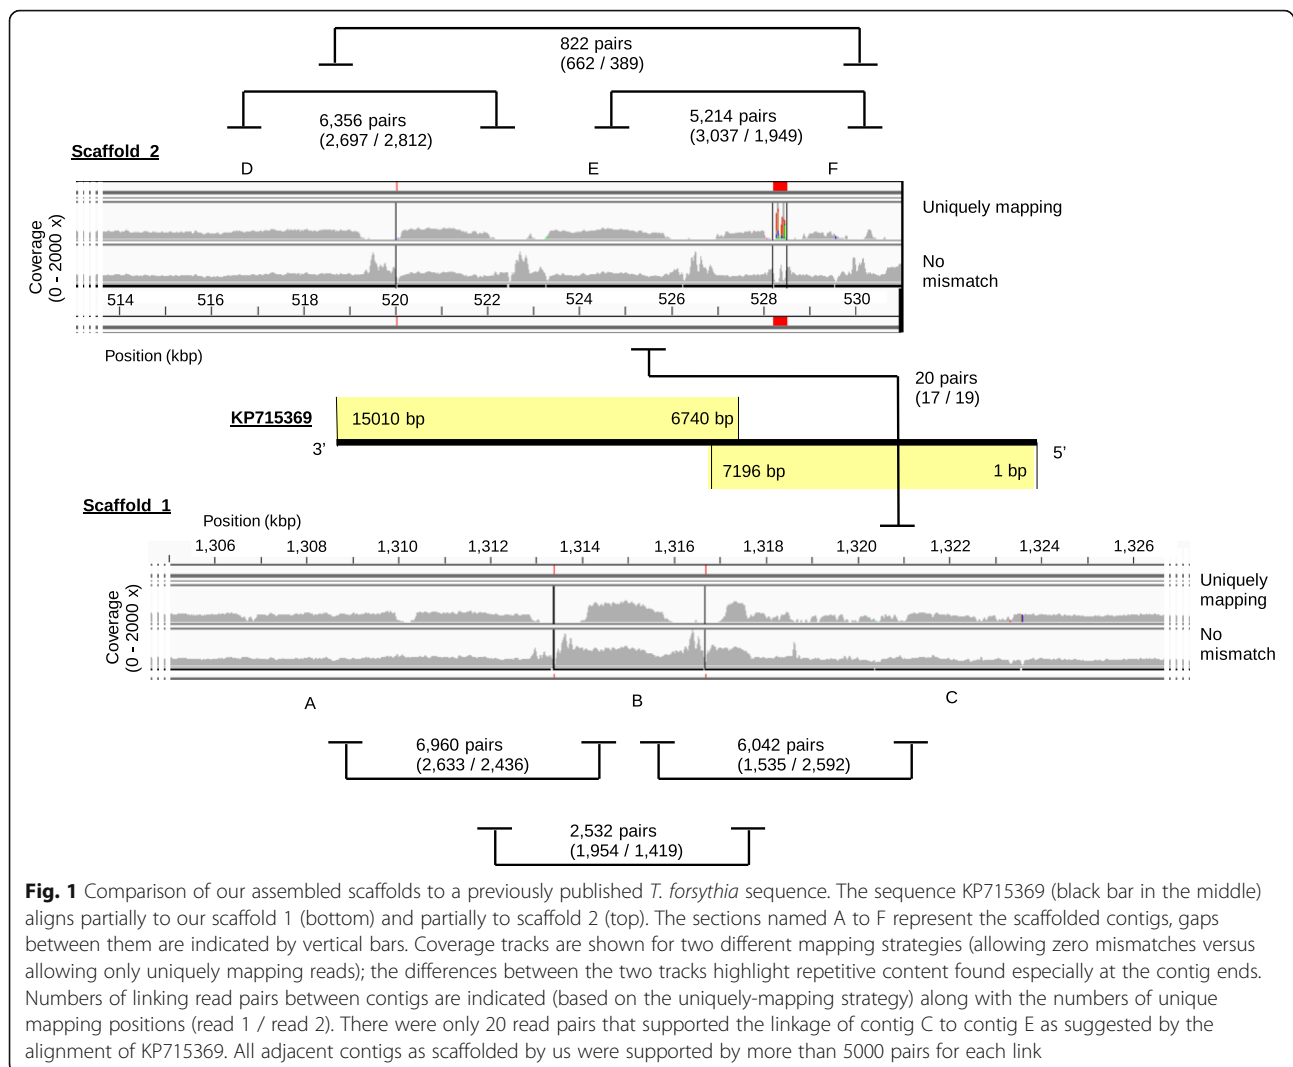 822 pairs
(662 / 389)
6,356 pairs
(2,697 / 2,812)
5,214 pairs
(3,037 / 1,949)
Scaffold_2
D E F
Coverage
(0 - 2000 x)
Uniquely mapping
No
mismatch
514 516 518 520 522 524 526 528 530
Position (kbp)
20 pairs
(17 / 19)
KP715369
15010 bp 6740 bp
3’ 5’
7196 bp 1 bp
Scaffold_1
Position (kbp)
1,306 1,308 1,310 1,312 1,314 1,316 1,318 1,320 1,322 1,324 1,326
Coverage
(0 - 2000 x)
Uniquely
mapping
No
mismatch
A B C
6,960 pairs
(2,633 / 2,436)
6,042 pairs
(1,535 / 2,592)
2,532 pairs
(1,954 / 1,419)
Fig. 1 Comparison of our assembled scaffolds to a previously published T. forsythia sequence. The sequence KP715369 (black bar in the middle)
aligns partially to our scaffold 1 (bottom) and partially to scaffold 2 (top). The sections named A to F represent the scaffolded contigs, gaps
between them are indicated by vertical bars. Coverage tracks are shown for two different mapping strategies (allowing zero mismatches versus
allowing only uniquely mapping reads); the differences between the two tracks highlight repetitive content found especially at the contig ends.
Numbers of linking read pairs between contigs are indicated (based on the uniquely-mapping strategy) along with the numbers of unique
mapping positions (read 1 / read 2). There were only 20 read pairs that supported the linkage of contig C to contig E as suggested by the
alignment of KP715369. All adjacent contigs as scaffolded by us were supported by more than 5000 pairs for each link